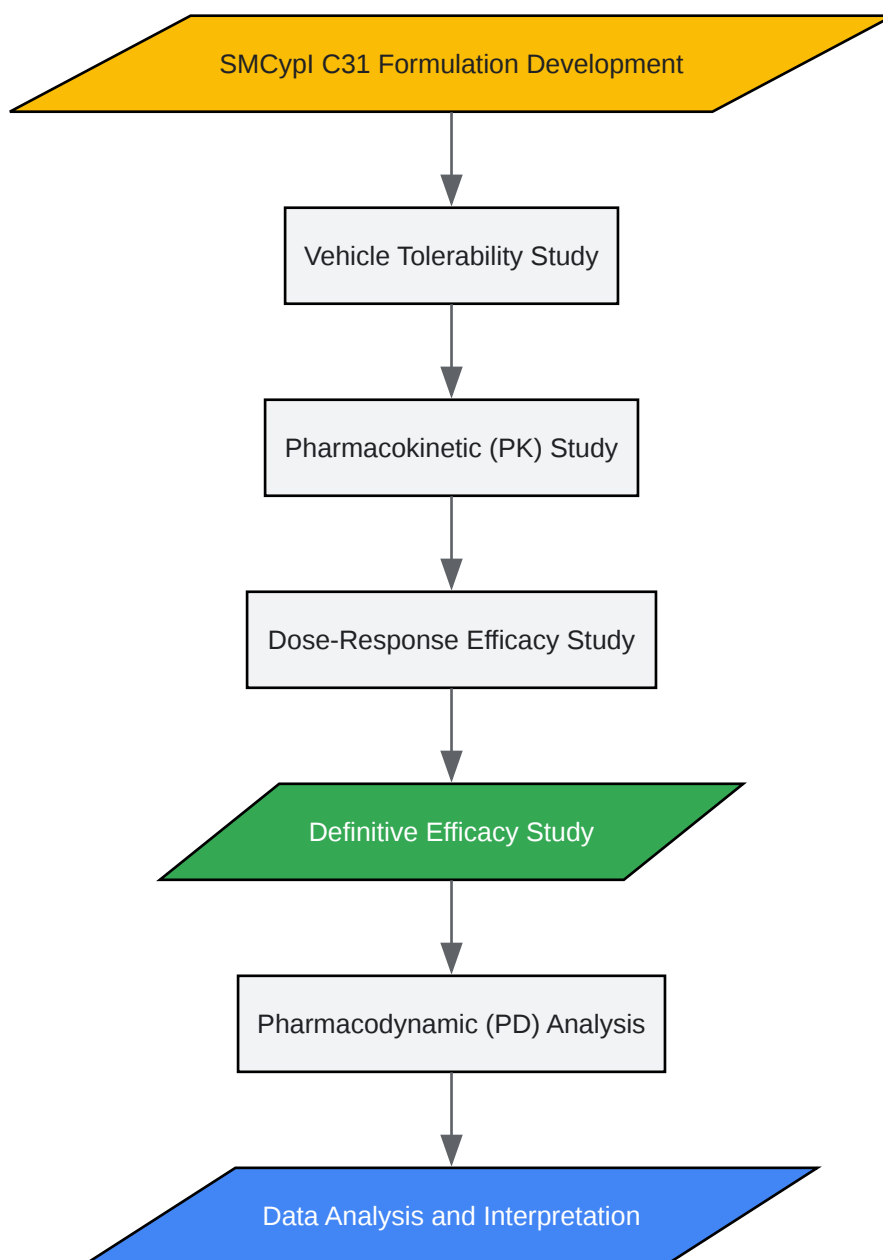 SMCypI C31 Formulation Development
Vehicle Tolerability Study
Pharmacokinetic (PK) Study
Dose-Response Efficacy Study
Definitive Efficacy Study
Pharmacodynamic (PD) Analysis
Data Analysis and Interpretation